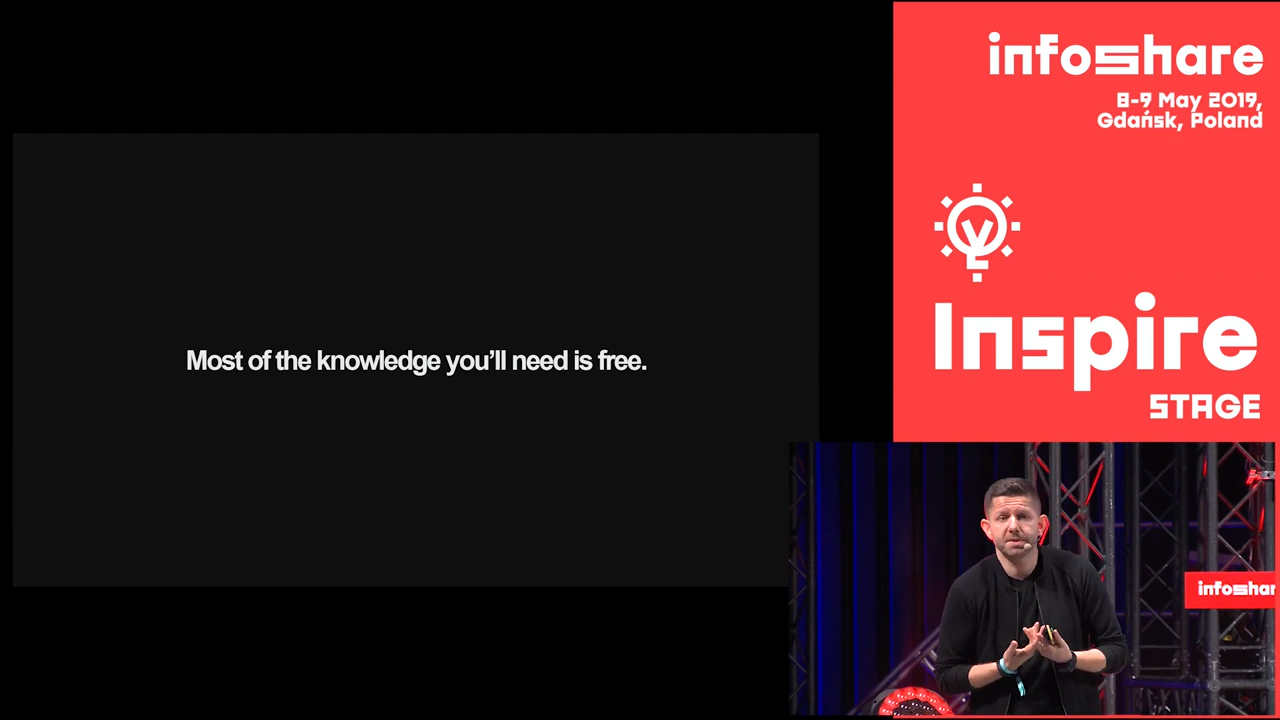 infoshare
8-9 May 2019,
Gdańsk, Poland
Inspire
STAGE
Most of the knowledge you'll need is free.
infoshar